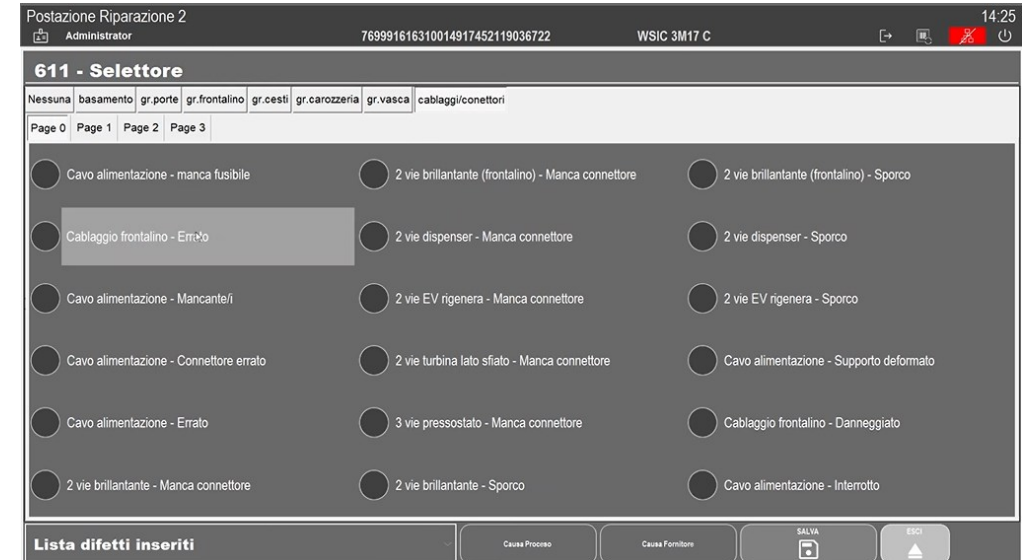 Postazione Riparazione 2
14:25
Administrator
769991616310014917452119036722
WSIC 3M17 C
611 - Selettore
Nessuna basamento gr.porte gr.frontalino gr.cesti gr.carozzeria gr.vasca cablaggi/conettori
Page 0 Page 1 Page 2 Page 3
Cavo alimentazione - manca fusibile
2 vie brillantante (frontalino) - Manca connettore
2 vie brillantante (frontalino) - Sporco
Cablaggio frontalino - Errato
2 vie dispenser - Manca connettore
2 vie dispenser - Sporco
Cavo alimentazione - Mancante/i
2 vie EV rigenera - Manca connettore
2 vie EV rigenera - Sporco
Cavo alimentazione - Connettore errato
2 vie turbina lato sfiato - Manca connettore
Cavo alimentazione - Supporto deformato
Cavo alimentazione - Errato
3 vie pressostato - Manca connettore
Cablaggio frontalino - Danneggiato
2 vie brillantante - Manca connettore
2 vie brillantante - Sporco
Cavo alimentazione - Interrotto
Lista difetti inseriti
Causa Processo
Causa Fornitore
SALVA
ESCI